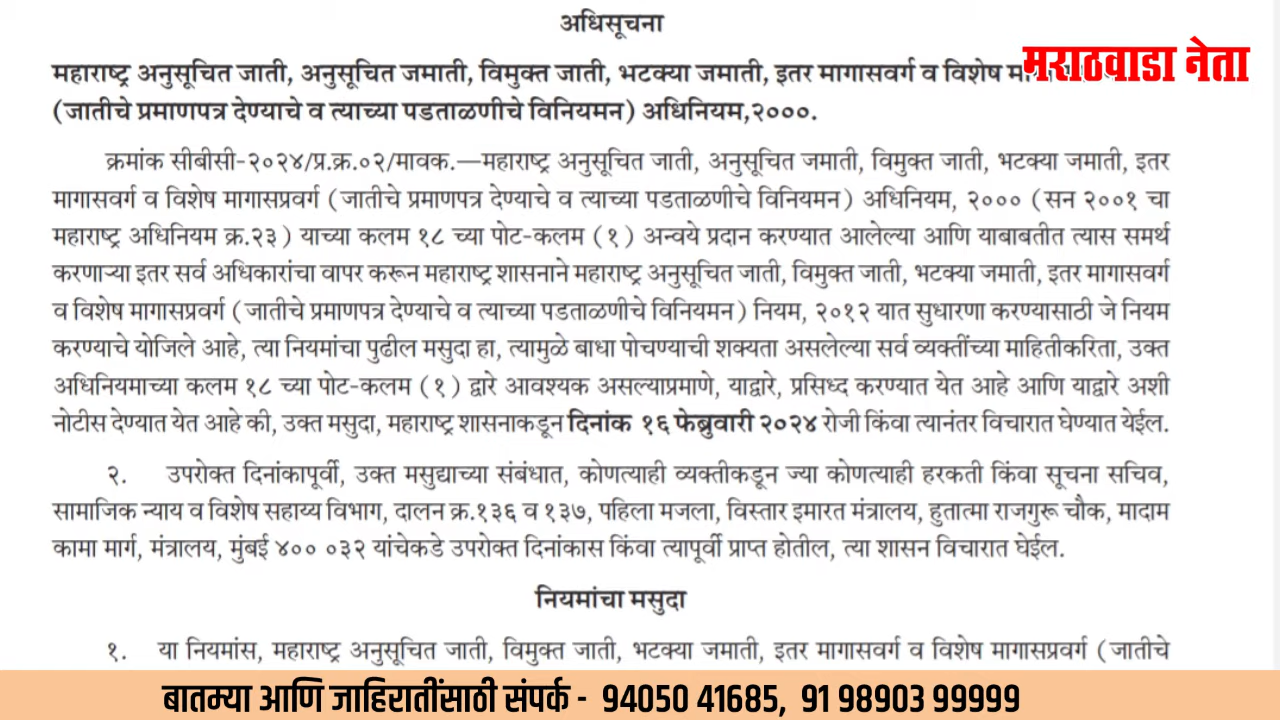 अधिसूचना
मराठवाडा नेता
महाराष्ट्र अनुसूचित जाती, अनुसूचित जमाती, विमुक्त जाती, भटक्या जमाती, इतर मागासवर्ग व विशेष
(जातीचे प्रमाणपत्र देण्याचे व त्याच्या पडताळणीचे विनियमन) अधिनियम,२०००.
क्रमांक सीबीसी-२०२४/प्र.क्र.०२/मावक.—महाराष्ट्र अनुसूचित जाती, अनुसूचित जमाती, विमुक्त जाती, भटक्या जमाती, इतर
मागासवर्ग व विशेष मागासप्रवर्ग (जातीचे प्रमाणपत्र देण्याचे व त्याच्या पडताळणीचे विनियमन) अधिनियम, २००० (सन २००१ चा
महाराष्ट्र अधिनियम क्र.२३) याच्या कलम १८ च्या पोट-कलम (१) अन्वये प्रदान करण्यात आलेल्या आणि याबाबतीत त्यास समर्थ
करणाऱ्या इतर सर्व अधिकारांचा वापर करून महाराष्ट्र शासनाने महाराष्ट्र अनुसूचित जाती, विमुक्त जाती, भटक्या जमाती, इतर मागासवर्ग
व विशेष मागासप्रवर्ग (जातीचे प्रमाणपत्र देण्याचे व त्याच्या पडताळणीचे विनियमन) नियम, २०१२ यात सुधारणा करण्यासाठी जे नियम
करण्याचे योजिले आहे, त्या नियमांचा पुढील मसुदा हा, त्यामुळे बाधा पोचण्याची शक्यता असलेल्या सर्व व्यक्तींच्या माहितीकरिता, उक्त
अधिनियमाच्या कलम १८ च्या पोट-कलम (१) द्वारे आवश्यक असल्याप्रमाणे, याद्वारे, प्रसिध्द करण्यात येत आहे आणि याद्वारे अशी
नोटीस देण्यात येत आहे की, उक्त मसुदा, महाराष्ट्र शासनाकडून दिनांक १६ फेब्रुवारी २०२४ रोजी किंवा त्यानंतर विचारात घेण्यात येईल.
२. उपरोक्त दिनांकापूर्वी, उक्त मसुद्याच्या संबंधात, कोणत्याही व्यक्तीकडून ज्या कोणत्याही हरकती किंवा सूचना सचिव,
सामाजिक न्याय व विशेष सहाय्य विभाग, दालन क्र.१३६ व १३७, पहिला मजला, विस्तार इमारत मंत्रालय, हुतात्मा राजगुरू चौक, मादाम
कामा मार्ग, मंत्रालय, मुंबई ४०० ०३२ यांचेकडे उपरोक्त दिनांकास किंवा त्यापूर्वी प्राप्त होतील, त्या शासन विचारात घेईल.
नियमांचा मसुदा
१. या नियमांस, महाराष्ट्र अनुसूचित जाती, विमुक्त जाती, भटक्या जमाती, इतर मागासवर्ग व विशेष मागासप्रवर्ग (जातीचे
बातम्या आणि जाहिरातींसाठी संपर्क - 94050 41685, 91 98903 99999